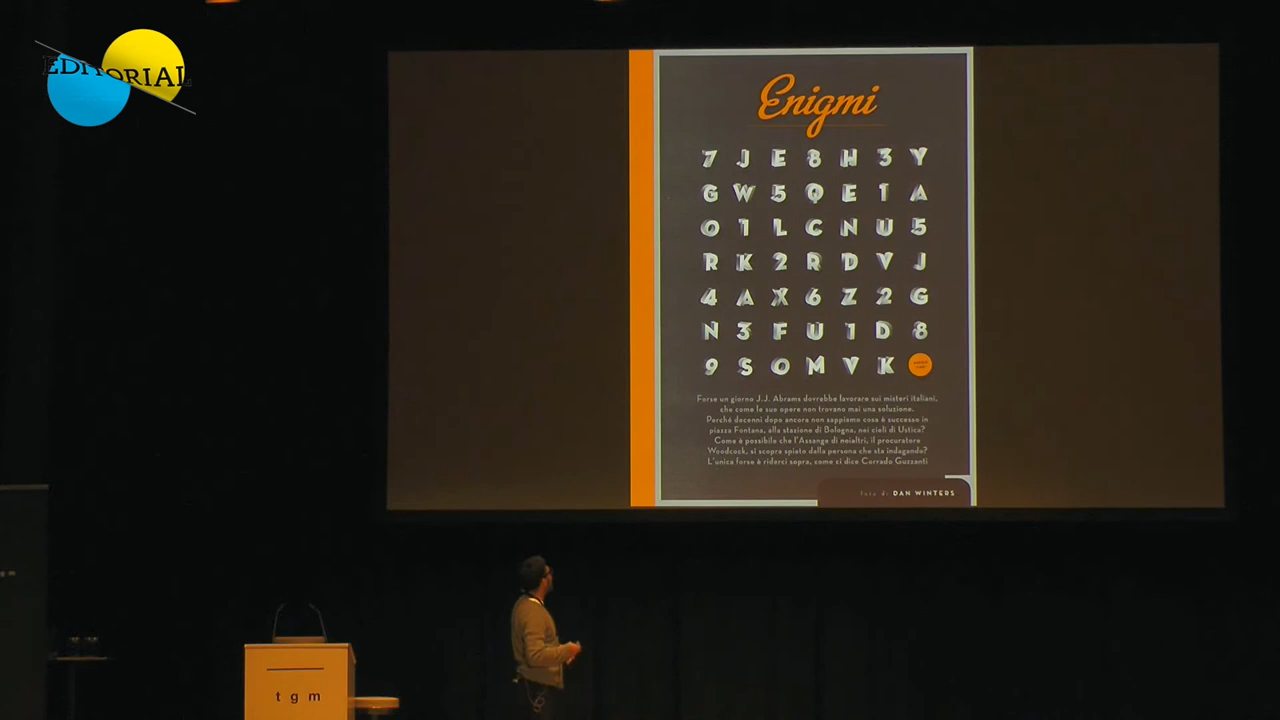 EDITORIAL
Enigmi
7 J E 8 H 3 Y
G W 5 Q E 1 A
O 1 L C N U 5
R K 2 R D V J
4 A X 6 Z 2 G
N 3 F U 1 D 8
9 S O M V K
Forse un giorno J.J. Abrams dovrebbe lavorare sui misteri italiani,
che come le sue opere non trovano mai una soluzione.
Perché decenni dopo ancora non sappiamo cosa è successo in
piazza Fontana, alla stazione di Bologna, nei cieli di Ustica?
Come è possibile che l'Assange di noialtri, il procuratore
Woodcock, si scopra spiato dalla persona che sta indagando?
L'unica forse è riderci sopra, come ci dice Corrado Guzzanti
foto di DAN WINTERS
tgm